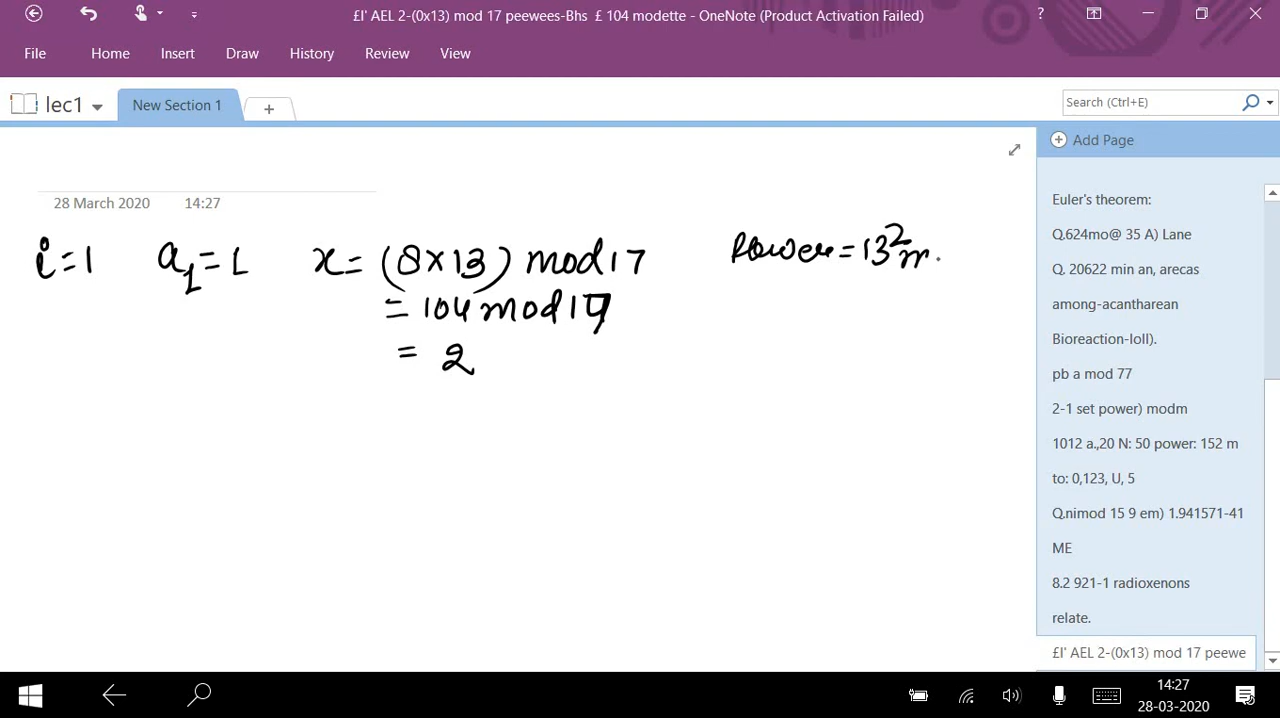 £I' AEL 2-(0x13) mod 17 peewees-Bhs £ 104 modette - OneNote (Product Activation Failed)
File Home Insert Draw History Review View
lec1 New Section 1
Search (Ctrl+E)
Add Page
28 March 2020 14:27
i=1 a1=1 x=(8×13) mod 17 Power=13²m.
= 104 mod 17
= 2
Euler's theorem:
Q.624mo@ 35 A) Lane
Q. 20622 min an, arecas
among-acantharean
Bioreaction-loll).
pb a mod 77
2-1 set power) modm
1012 a.,20 N: 50 power: 152 m
to: 0,123, U, 5
Q.nimod 15 9 em) 1.941571-41
ME
8.2 921-1 radioxenons
relate.
£I' AEL 2-(0x13) mod 17 peewe
14:27
28-03-2020